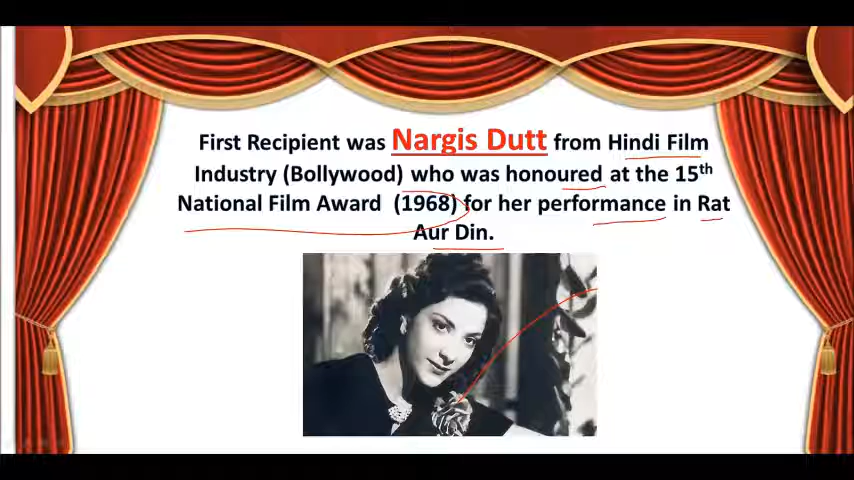 First Recipient was Nargis Dutt from Hindi Film
Industry (Bollywood) who was honoured at the 15th
National Film Award (1968) for her performance in Rat
Aur Din.